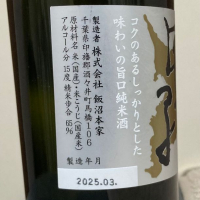 コクのあるしっかりとした
味わいの旨口純米酒
製造者 株式会社 飯沼本家
千葉県印旛郡酒々井町馬橋106
原材料名 米(国産)・米こうじ(国産米)
アルコール分 15度 精米歩合 65%
製造年月
2025.03.